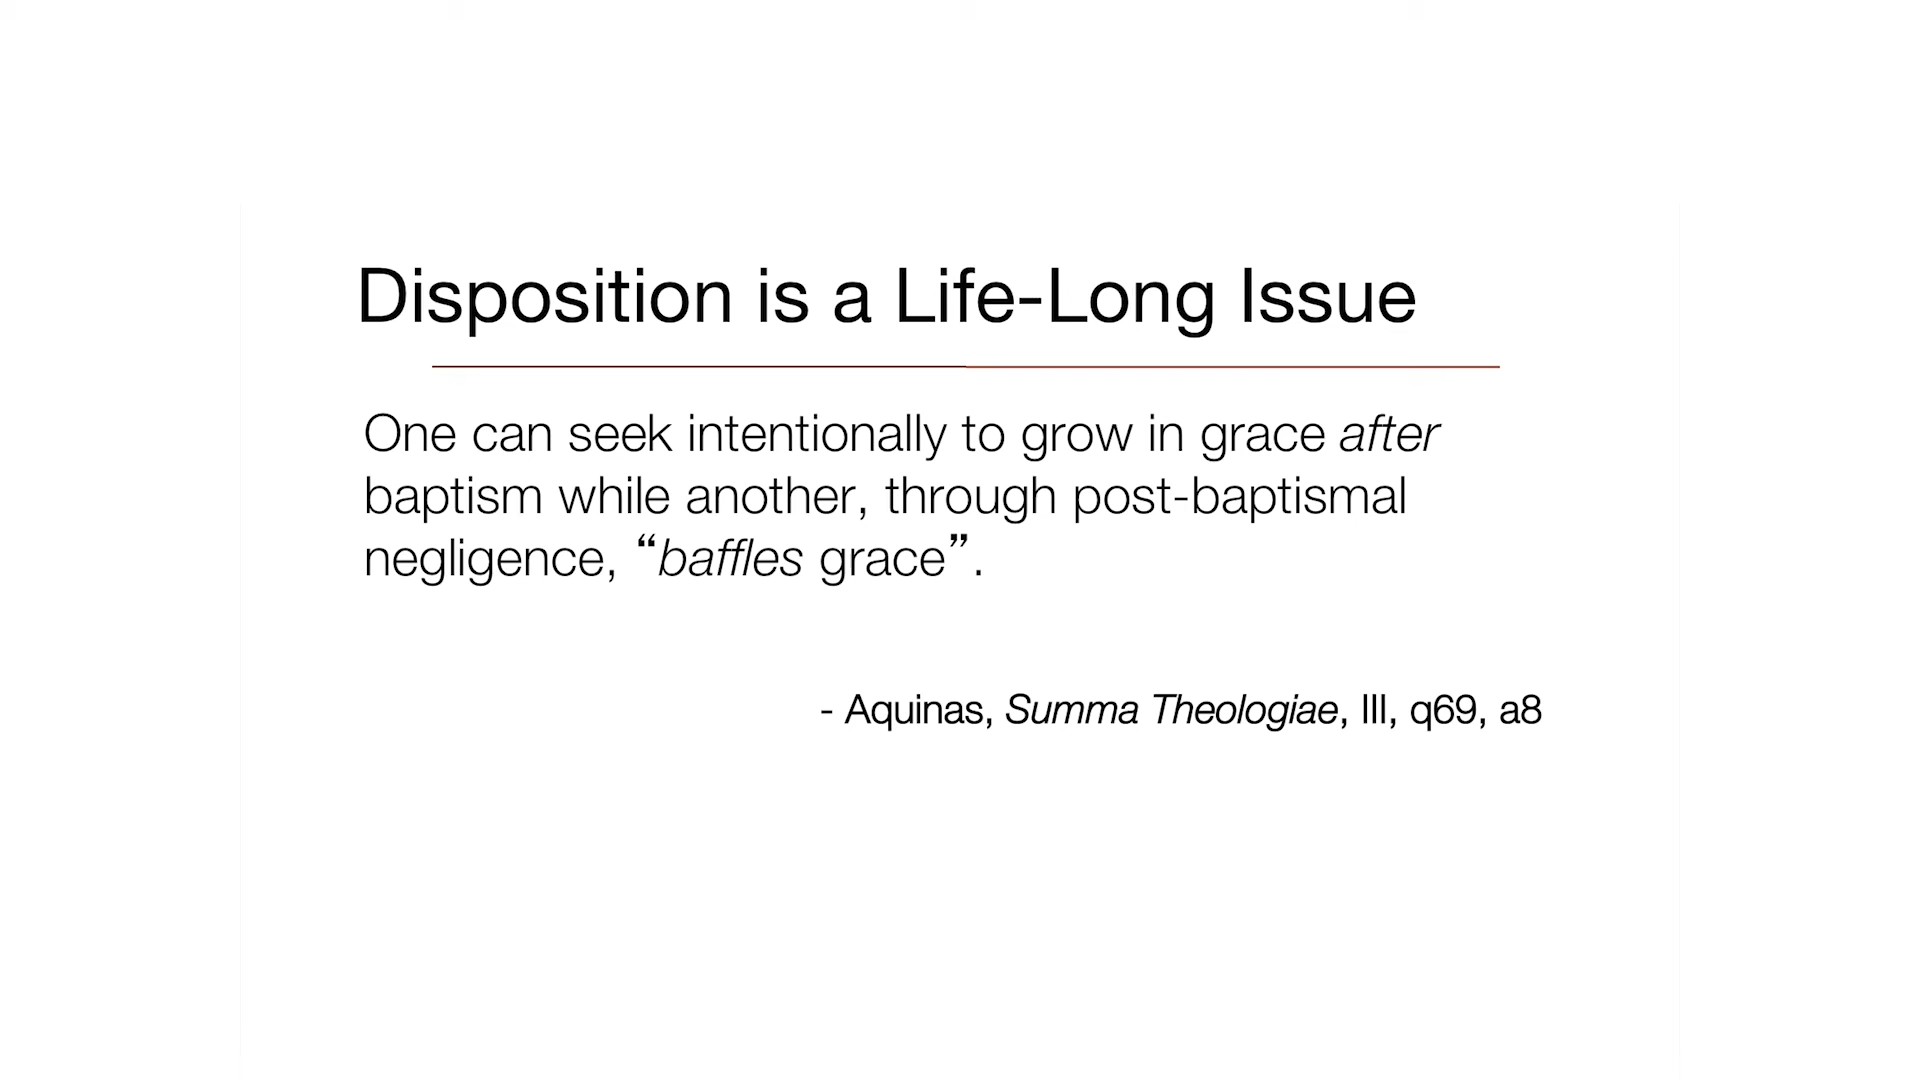 Disposition is a Life-Long Issue
One can seek intentionally to grow in grace after
baptism while another, through post-baptismal
negligence, “baffles grace”.
- Aquinas, Summa Theologiae, III, q69, a8